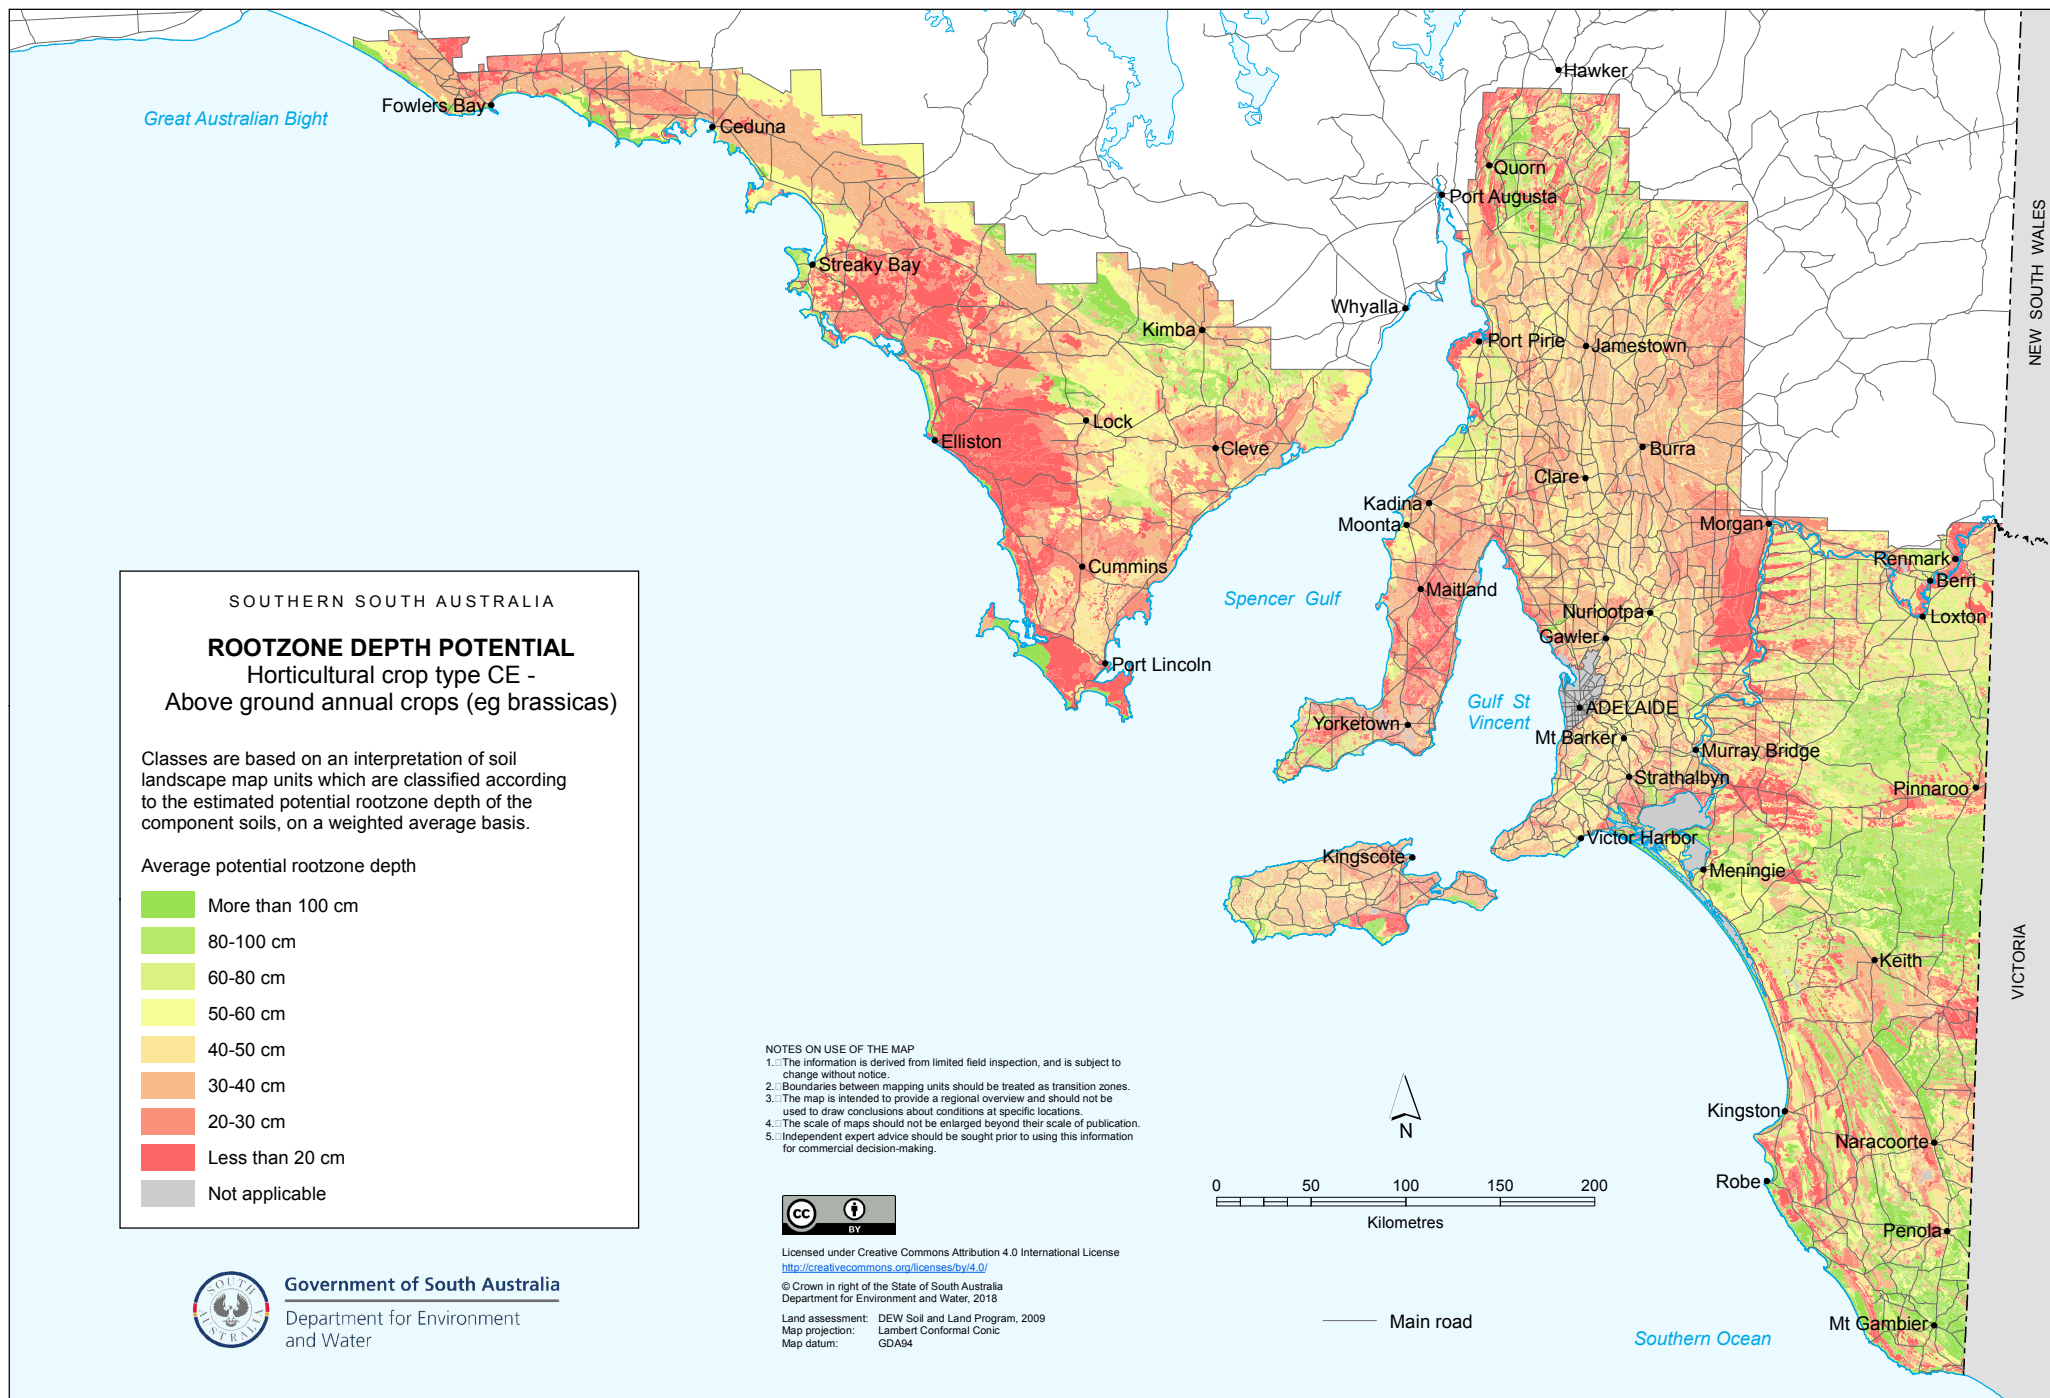 Great Australian Bight
Fowlers Bay
Ceduna
Streaky Bay
Kimba
Whyalla
Hawker
Quorn
Port Augusta
Port Pirie
Jamestown
Elliston
Lock
Cleve
Burra
Clare
Kadina
Moonta
Morgan
Renmark
Berri
Loxton
Cummins
Maitland
Spencer Gulf
Nuriootpa
Gawler
Port Lincoln
Gulf St
Vincent
ADELAIDE
Yorketown
Mt Barker
Murray Bridge
Strathalbyn
Pinnaroo
Victor Harbor
Kingscote
Meningie
Keith
Kingston
Naracoorte
Robe
Penola
Mt Gambier
Southern Ocean
NEW SOUTH WALES
VICTORIA
SOUTHERN SOUTH AUSTRALIA
ROOTZONE DEPTH POTENTIAL
Horticultural crop type CE -
Above ground annual crops (eg brassicas)
Classes are based on an interpretation of soil
landscape map units which are classified according
to the estimated potential rootzone depth of the
component soils, on a weighted average basis.
Average potential rootzone depth
More than 100 cm
80-100 cm
60-80 cm
50-60 cm
40-50 cm
30-40 cm
20-30 cm
Less than 20 cm
Not applicable
SOUTH AUSTRALIA
Government of South Australia
Department for Environment
and Water
NOTES ON USE OF THE MAP
1. The information is derived from limited field inspection, and is subject to
change without notice.
2. Boundaries between mapping units should be treated as transition zones.
3. The map is intended to provide a regional overview and should not be
used to draw conclusions about conditions at specific locations.
4. The scale of maps should not be enlarged beyond their scale of publication.
5. Independent expert advice should be sought prior to using this information
for commercial decision-making.
cc BY
Licensed under Creative Commons Attribution 4.0 International License
http://creativecommons.org/licenses/by/4.0/
© Crown in right of the State of South Australia
Department for Environment and Water, 2018
Land assessment: DEW Soil and Land Program, 2009
Map projection: Lambert Conformal Conic
Map datum: GDA94
N
0 50 100 150 200
Kilometres
Main road